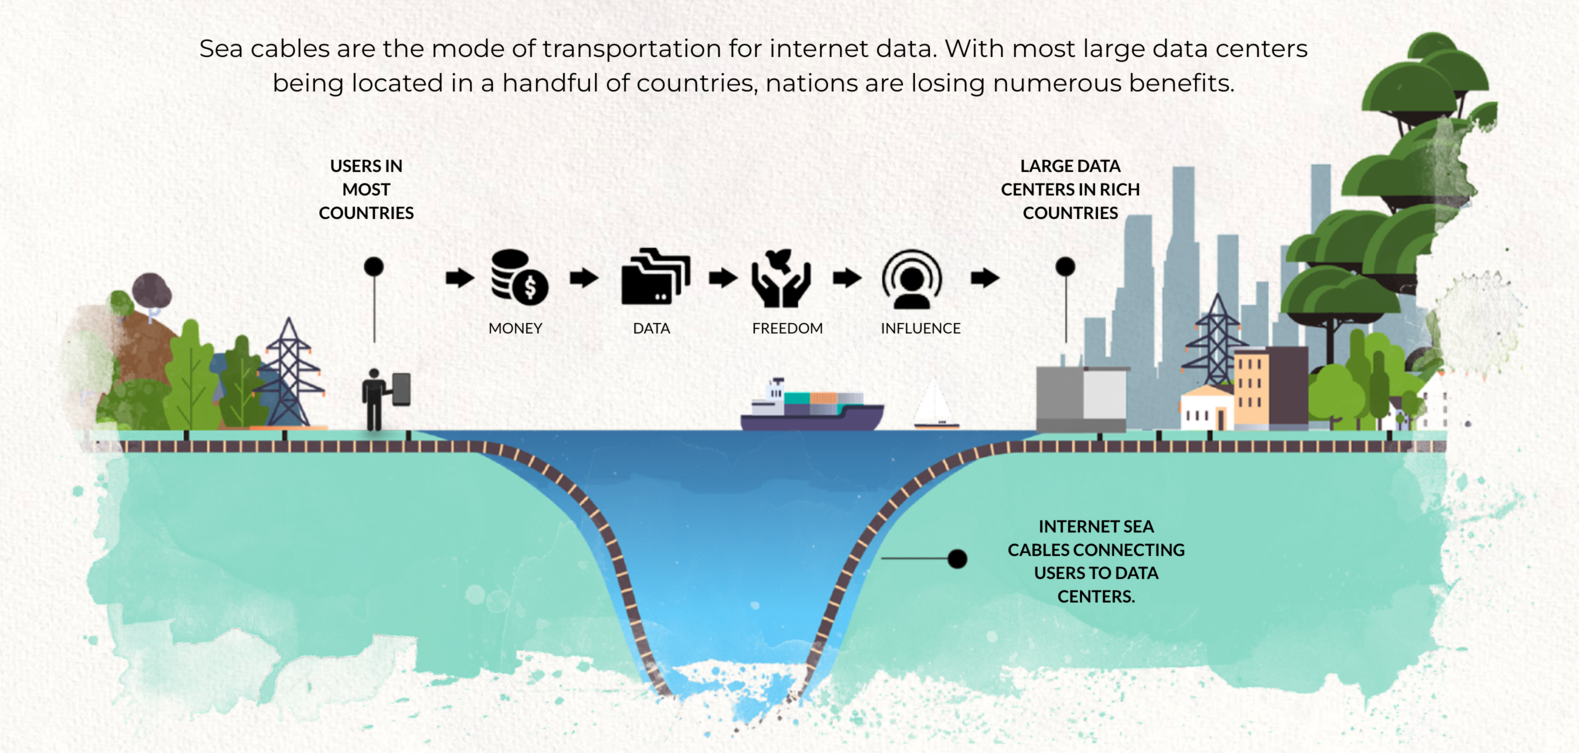 Sea cables are the mode of transportation for internet data. With most large data centers
being located in a handful of countries, nations are losing numerous benefits.
USERS IN
MOST
COUNTRIES
LARGE DATA
CENTERS IN RICH
COUNTRIES
$
MONEY
DATA
FREEDOM
INFLUENCE
INTERNET SEA
CABLES CONNECTING
USERS TO DATA
CENTERS.